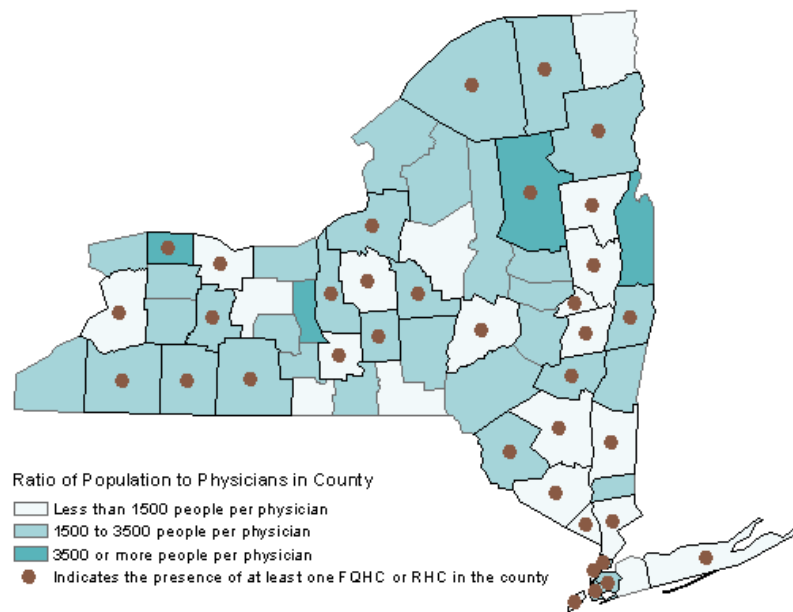 Ratio of Population to Physicians in County
Less than 1500 people per physician
1500 to 3500 people per physician
3500 or more people per physician
Indicates the presence of at least one FQHC or RHC in the county